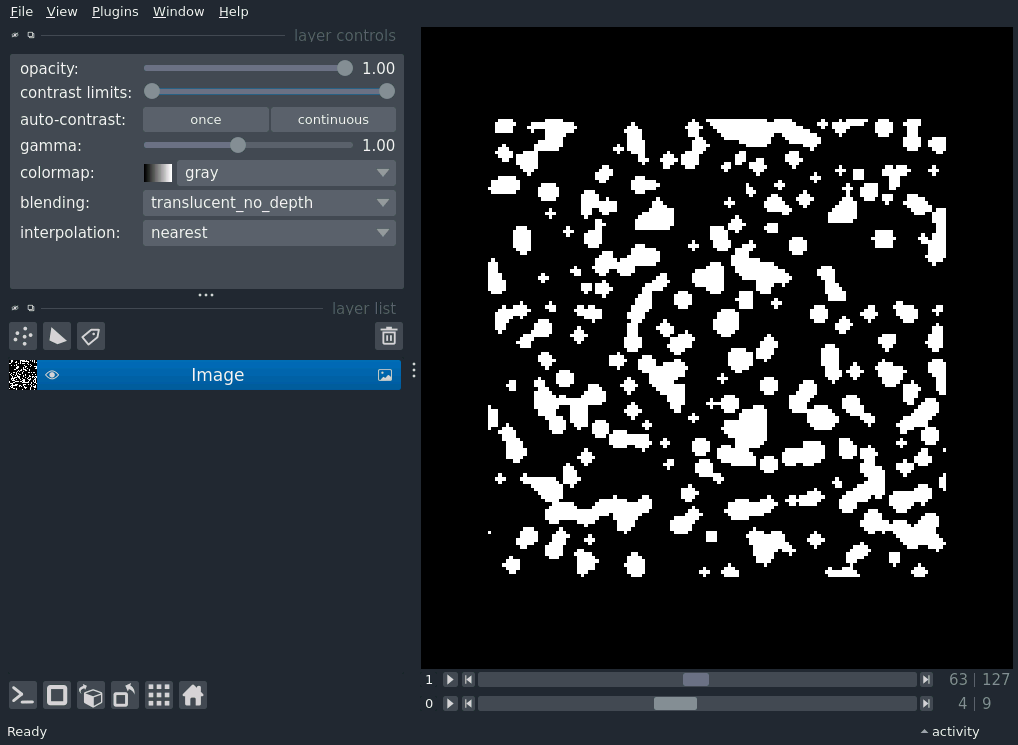 File View Plugins Window Help
layer controls
opacity: 1.00
contrast limits:
auto-contrast: once continuous
gamma: 1.00
colormap: gray
blending: translucent_no_depth
interpolation: nearest
layer list
Image
1 63 | 127
0 4 | 9
Ready activity